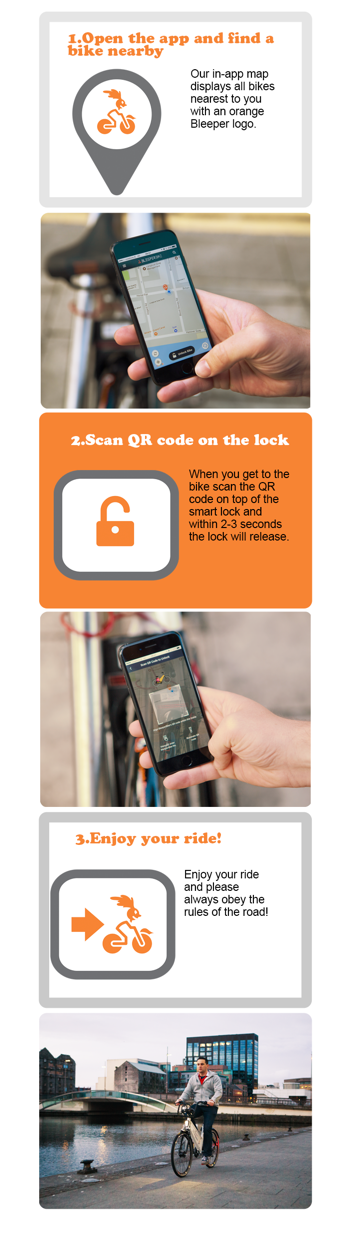 1.Open the app and find a
bike nearby
Our in-app map
displays all bikes
nearest to you
with an orange
Bleeper logo.
2.Scan QR code on the lock
When you get to the
bike scan the QR
code on top of the
smart lock and
within 2-3 seconds
the lock will release.
3.Enjoy your ride!
Enjoy your ride
and please
always obey the
rules of the road!